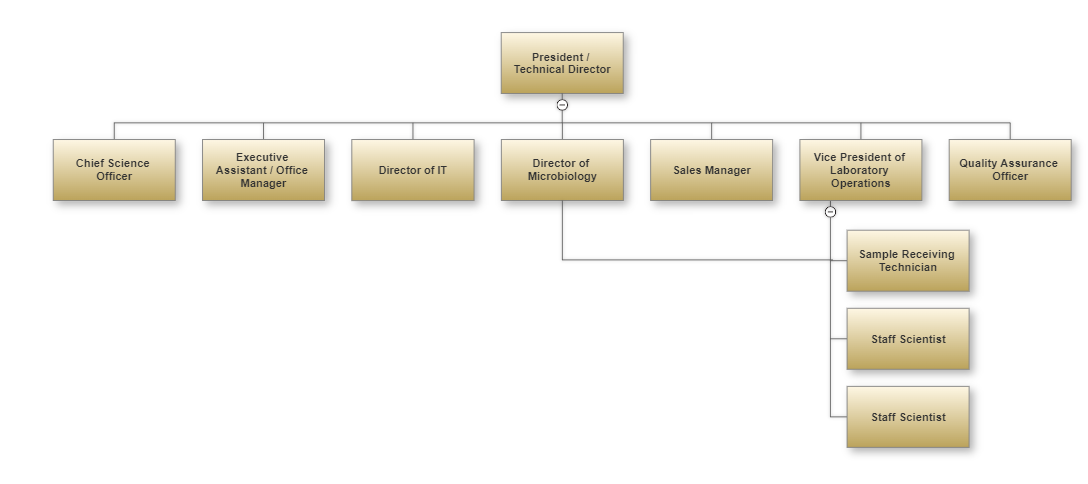 President /
Technical Director
Chief Science
Officer
Executive
Assistant / Office
Manager
Director of IT
Director of
Microbiology
Sales Manager
Vice President of
Laboratory
Operations
Quality Assurance
Officer
Sample Receiving
Technician
Staff Scientist
Staff Scientist